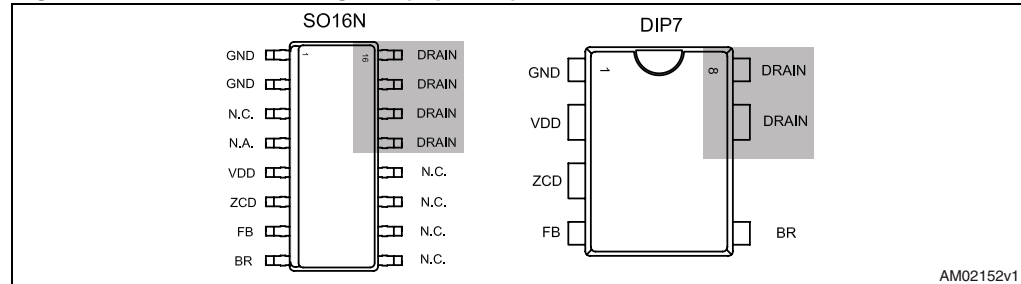 SO16N
DIP7
GND 1 16 DRAIN
GND DRAIN
N.C. DRAIN
N.A. DRAIN
VDD N.C.
ZCD N.C.
FB N.C.
BR N.C.
GND 1 8 DRAIN
VDD DRAIN
ZCD
FB BR
AM02152v1